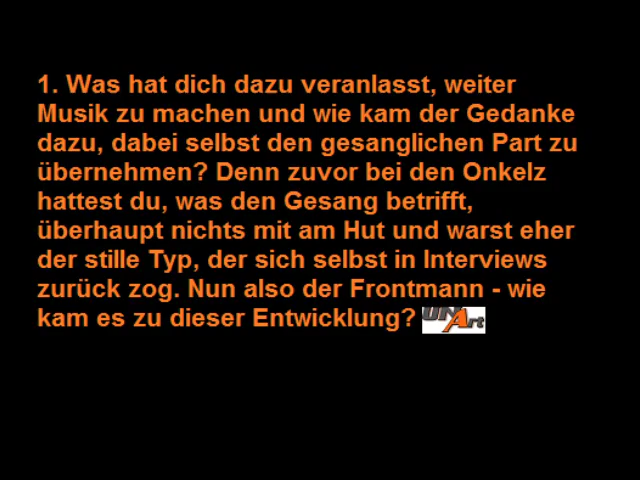 1. Was hat dich dazu veranlasst, weiter
Musik zu machen und wie kam der Gedanke
dazu, dabei selbst den gesanglichen Part zu
übernehmen? Denn zuvor bei den Onkelz
hattest du, was den Gesang betrifft,
überhaupt nichts mit am Hut und warst eher
der stille Typ, der sich selbst in Interviews
zurück zog. Nun also der Frontmann - wie
kam es zu dieser Entwicklung? UNArt